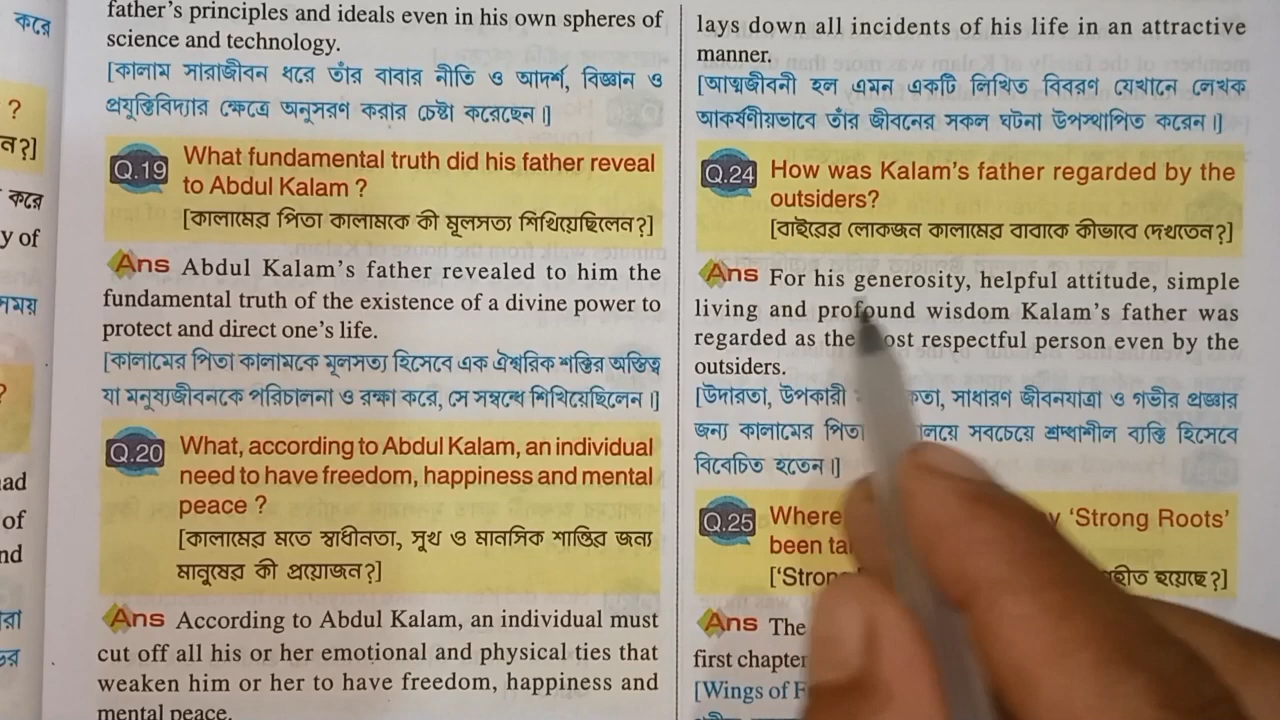 করে
?
ন?]
করে
y of
সময়
?
ad
of
nd
রা
ের
father's principles and ideals even in his own spheres of
science and technology.
[কালাম সারাজীবন ধরে তাঁর বাবার নীতি ও আদর্শ, বিজ্ঞান ও
প্রযুক্তিবিদ্যার ক্ষেত্রে অনুসরণ করার চেষ্টা করেছেন।]
Q.19 What fundamental truth did his father reveal
to Abdul Kalam ?
[কালামের পিতা কালামকে কী মূলসত্য শিখিয়েছিলেন?]
Ans Abdul Kalam's father revealed to him the
fundamental truth of the existence of a divine power to
protect and direct one's life.
[কালামের পিতা কালামকে মূলসত্য হিসেবে এক ঐশ্বরিক শক্তির অস্তিত্ব
যা মনুষ্যজীবনকে পরিচালনা ও রক্ষা করে, সে সম্বন্ধে শিখিয়েছিলেন।]
Q.20 What, according to Abdul Kalam, an individual
need to have freedom, happiness and mental
peace ?
[কালামের মতে স্বাধীনতা, সুখ ও মানসিক শান্তির জন্য
মানুষের কী প্রয়োজন?]
Ans According to Abdul Kalam, an individual must
cut off all his or her emotional and physical ties that
weaken him or her to have freedom, happiness and
mental peace.
lays down all incidents of his life in an attractive
manner.
[আত্মজীবনী হল এমন একটি লিখিত বিবরণ যেখানে লেখক
আকর্ষণীয়ভাবে তাঁর জীবনের সকল ঘটনা উপস্থাপিত করেন।]
Q.24 How was Kalam's father regarded by the
outsiders?
[বাইরের লোকজন কালামের বাবাকে কীভাবে দেখতেন?]
Ans For his generosity, helpful attitude, simple
living and profound wisdom Kalam's father was
regarded as the most respectful person even by the
outsiders.
[উদারতা, উপকারী সাধারণ জীবনযাত্রা ও গভীর প্রজ্ঞার
জন্য কালামের পিতা সবচেয়ে শ্রদ্ধাশীল ব্যক্তি হিসেবে
বিবেচিত হতেন।]
Q.25 Where 'Strong Roots'
been
['Strong হয়েছে?]
Ans The
first chapter
[Wings of